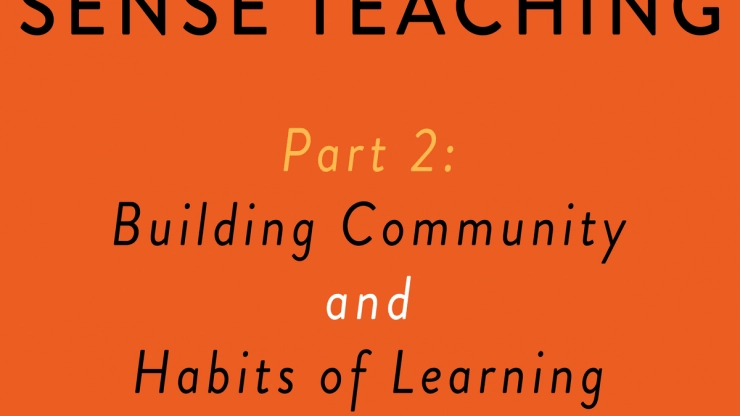 SENSE TEACHING
Part 2:
Building Community
and
Habits of Learning